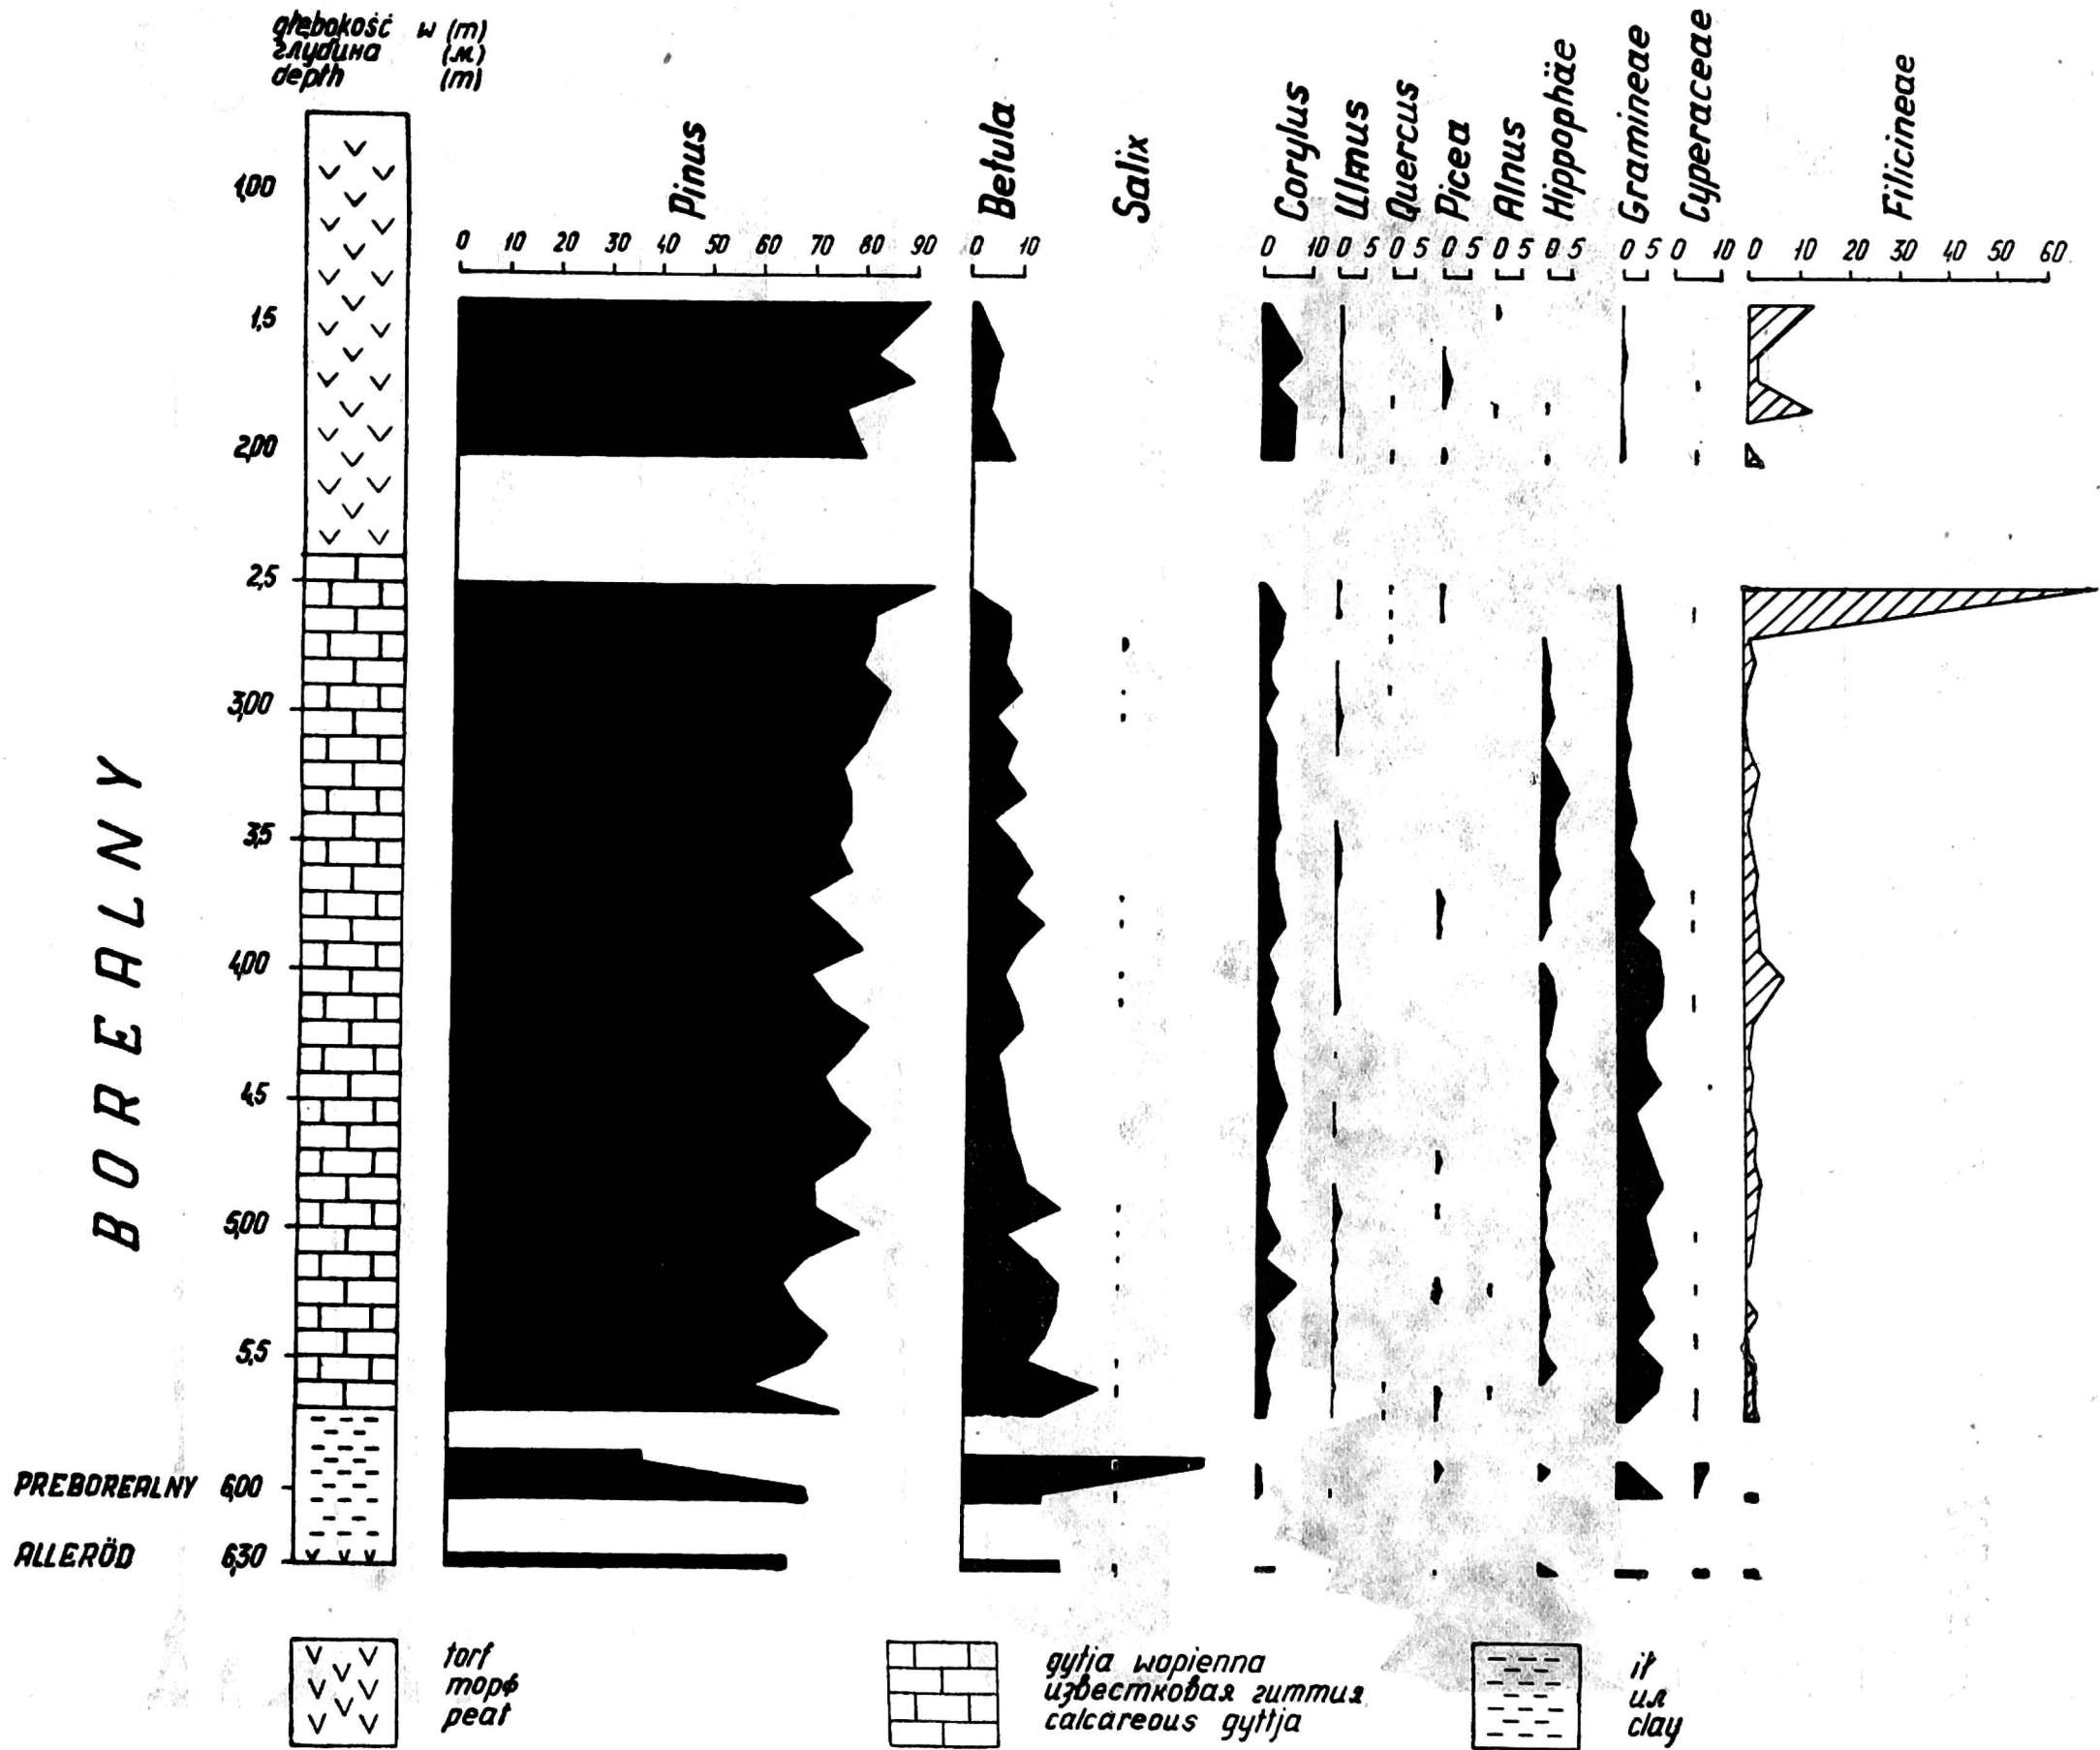 głębokość w (m)
глубина (м)
depth (m)
Pinus
Betula
Salix
Corylus
Ulmus
Quercus
Picea
Alnus
Hippophäe
Gramineae
Cyperaceae
Filicineae
0 10 20 30 40 50 60 70 80 90
0 10
0 10
0 5
0 5
0 5
0 5
0 5
0 5
0 10
0 10 20 30 40 50 60
1,00
1,5
2,00
2,5
3,00
3,5
4,00
4,5
5,00
5,5
6,00
6,30
BOREALNY
PREBOREALNY
ALLERÖD
torf
торф
peat
gytja wapienna
известковая гиттия
calcareous gyttja
ił
ил
clay